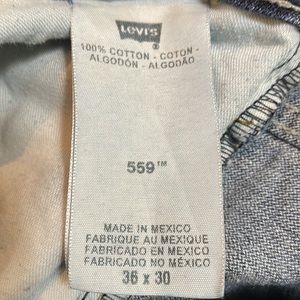 Levi's
®
100% COTTON - COTON -
ALGODÓN - ALGODÃO
559™
MADE IN MEXICO
FABRIQUE AU MEXIQUE
FABRICADO EN MEXICO
FABRICADO NO MÉXICO
36 x 30